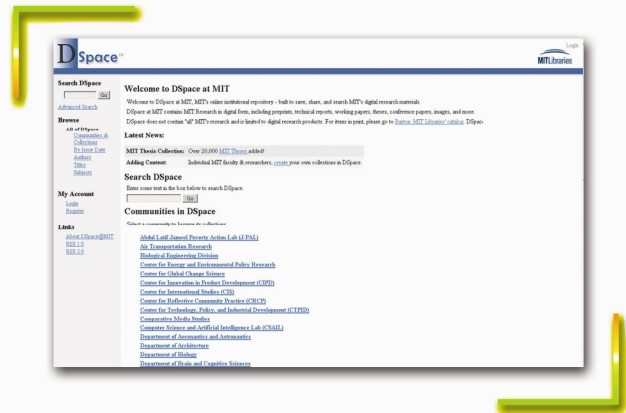 DSpace™
Login
MITLibraries
Search DSpace
Go
Advanced Search
Browse
All of DSpace
Communities & Collections
By Issue Date
Authors
Titles
Subjects
My Account
Login
Register
Links
About DSpace@MIT
RSS 1.0
RSS 2.0
Welcome to DSpace at MIT
Welcome to DSpace at MIT, MIT's online institutional repository - built to save, share, and search MIT's digital research materials.
DSpace at MIT contains MIT Research in digital form, including preprints, technical reports, working papers, theses, conference papers, images, and more.
DSpace does not contain *all* MIT's research and is limited to digital research products. For items in print, please go to Barton, MIT Libraries' catalog. DSpac
Latest News:
MIT Thesis Collection: Over 20,000 MIT Theses added!
Adding Content: Individual MIT faculty & researchers, create your own collections in DSpace.
Search DSpace
Enter some text in the box below to search DSpace.
Go
Communities in DSpace
Select a community to browse its collections.
Abdul Latif Jameel Poverty Action Lab (J-PAL)
Air Transportation Research
Biological Engineering Division
Center for Energy and Environmental Policy Research
Center for Global Change Science
Center for Innovation in Product Development (CIPD)
Center for International Studies (CIS)
Center for Reflective Community Practice (CRCP)
Center for Technology, Policy, and Industrial Development (CTPID)
Comparative Media Studies
Computer Science and Artificial Intelligence Lab (CSAIL)
Department of Aeronautics and Astronautics
Department of Architecture
Department of Biology
Department of Brain and Cognitive Sciences